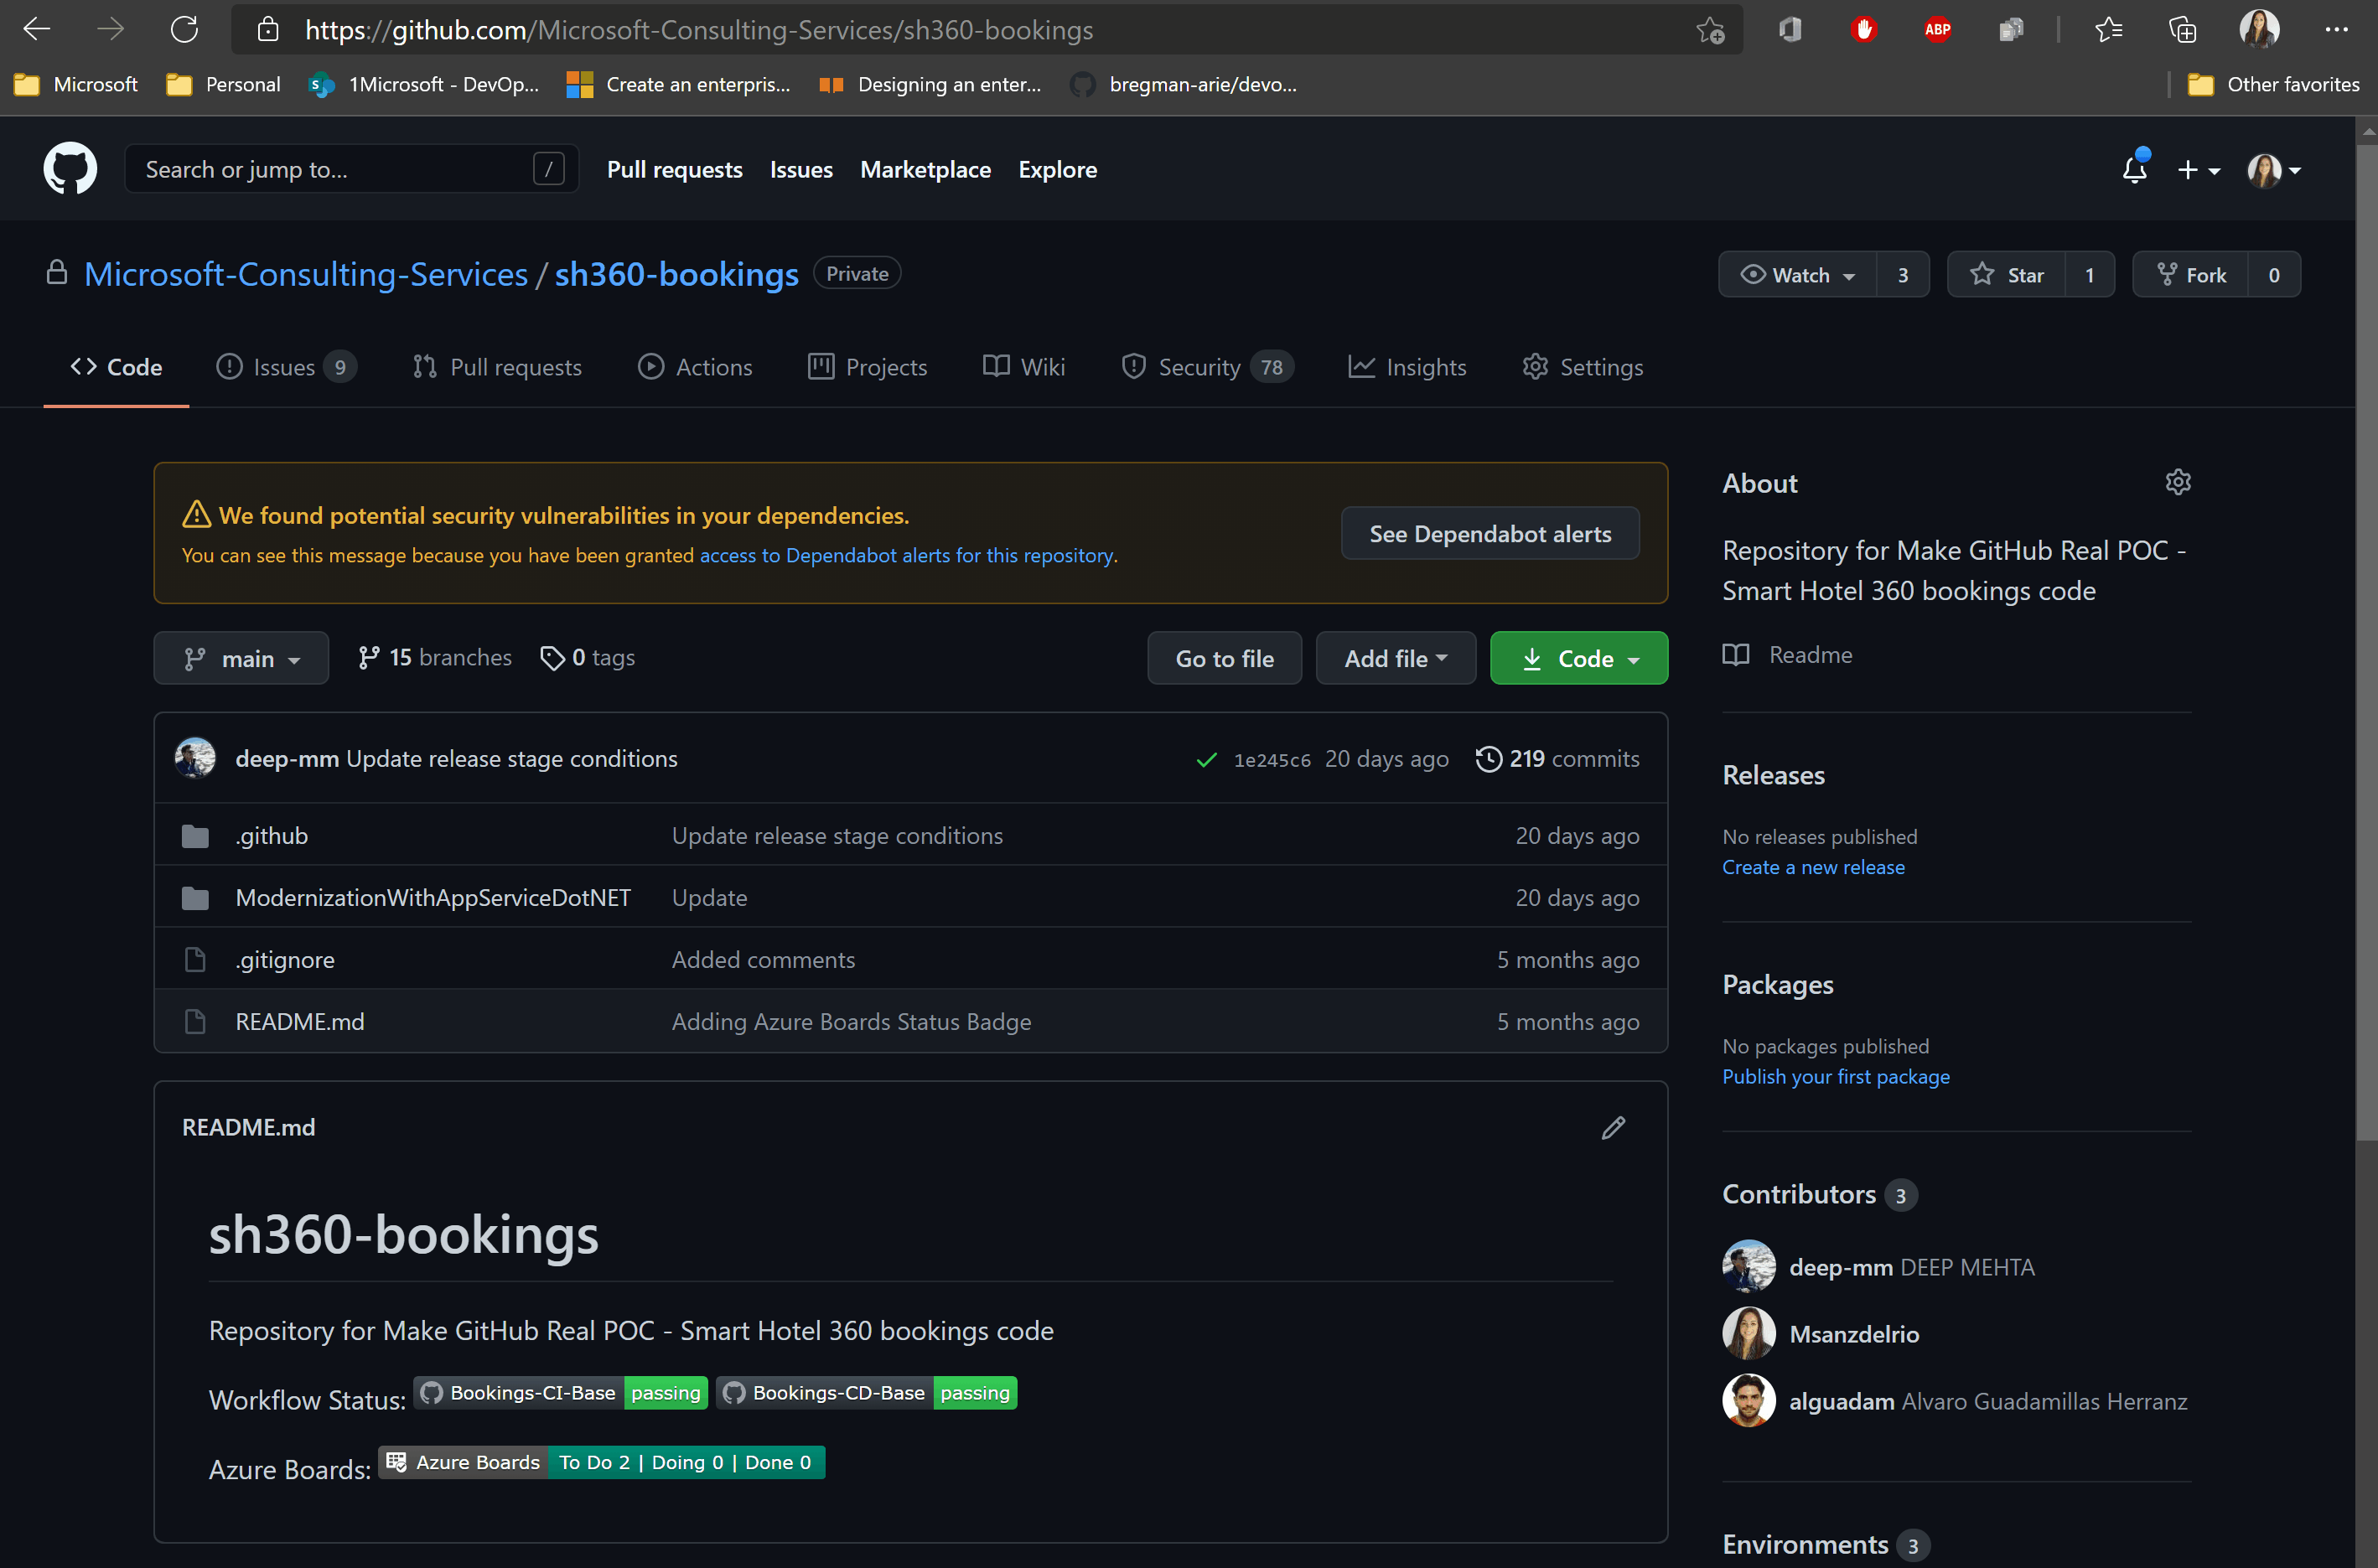 https://github.com/Microsoft-Consulting-Services/sh360-bookings
ABP
Microsoft
Personal
1Microsoft - DevOp...
Create an enterpris...
Designing an enter...
bregman-arie/devo...
Other favorites
Search or jump to...
/
Pull requests
Issues
Marketplace
Explore
Microsoft-Consulting-Services / sh360-bookings
Private
Watch 3
Star 1
Fork 0
Code
Issues 9
Pull requests
Actions
Projects
Wiki
Security 78
Insights
Settings
We found potential security vulnerabilities in your dependencies.
You can see this message because you have been granted access to Dependabot alerts for this repository.
See Dependabot alerts
main
15 branches
0 tags
Go to file
Add file
Code
deep-mm Update release stage conditions
1e245c6 20 days ago
219 commits
.github
Update release stage conditions
20 days ago
ModernizationWithAppServiceDotNET
Update
20 days ago
.gitignore
Added comments
5 months ago
README.md
Adding Azure Boards Status Badge
5 months ago
README.md
sh360-bookings
Repository for Make GitHub Real POC - Smart Hotel 360 bookings code
Workflow Status: Bookings-CI-Base passing Bookings-CD-Base passing
Azure Boards: Azure Boards To Do 2 | Doing 0 | Done 0
About
Repository for Make GitHub Real POC -
Smart Hotel 360 bookings code
Readme
Releases
No releases published
Create a new release
Packages
No packages published
Publish your first package
Contributors 3
deep-mm DEEP MEHTA
Msanzdelrio
alguadam Alvaro Guadamillas Herranz
Environments 3